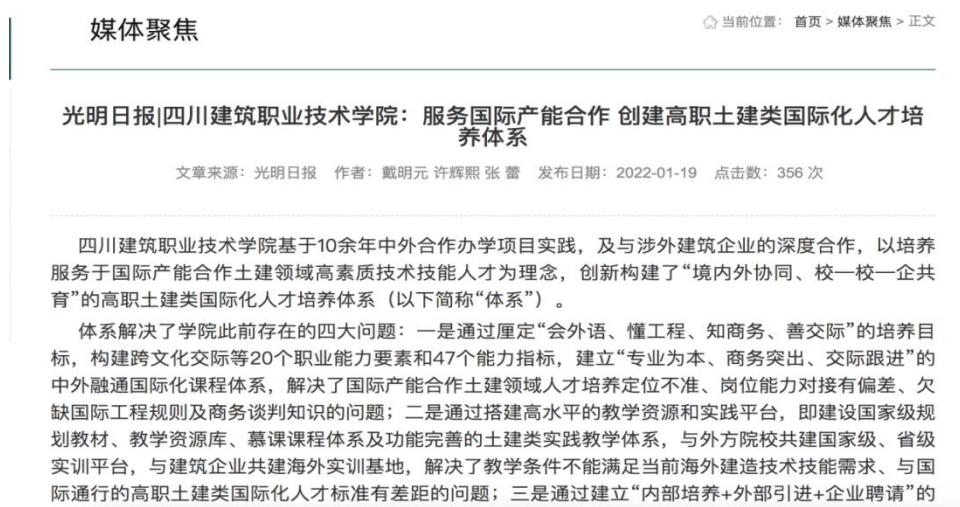 媒体聚焦
当前位置： 首页 > 媒体聚焦 > 正文
光明日报|四川建筑职业技术学院：服务国际产能合作 创建高职土建类国际化人才培
养体系
文章来源：光明日报 作者：戴明元 许辉熙 张 蕾 发布日期：2022-01-19 点击数：356 次
四川建筑职业技术学院基于10余年中外合作办学项目实践，及与涉外建筑企业的深度合作，以培养
服务于国际产能合作土建领域高素质技术技能人才为理念，创新构建了“境内外协同、校—校—企共
育”的高职土建类国际化人才培养体系（以下简称“体系”）。
体系解决了学院此前存在的四大问题：一是通过厘定“会外语、懂工程、知商务、善交际”的培养目
标，构建跨文化交际等20个职业能力要素和47个能力指标，建立“专业为本、商务突出、交际跟进”的
中外融通国际化课程体系，解决了国际产能合作土建领域人才培养定位不准、岗位能力对接有偏差、欠
缺国际工程规则及商务谈判知识的问题；二是通过搭建高水平的教学资源和实践平台，即建设国家级规
划教材、教学资源库、慕课课程体系及功能完善的土建类实践教学体系，与外方院校共建国家级、省级
实训平台，与建筑企业共建海外实训基地，解决了教学条件不能满足当前海外建造技术技能需求、与国
际通行的高职土建类国际化人才标准有差距的问题；三是通过建立“内部培养+外部引进+企业聘请”的